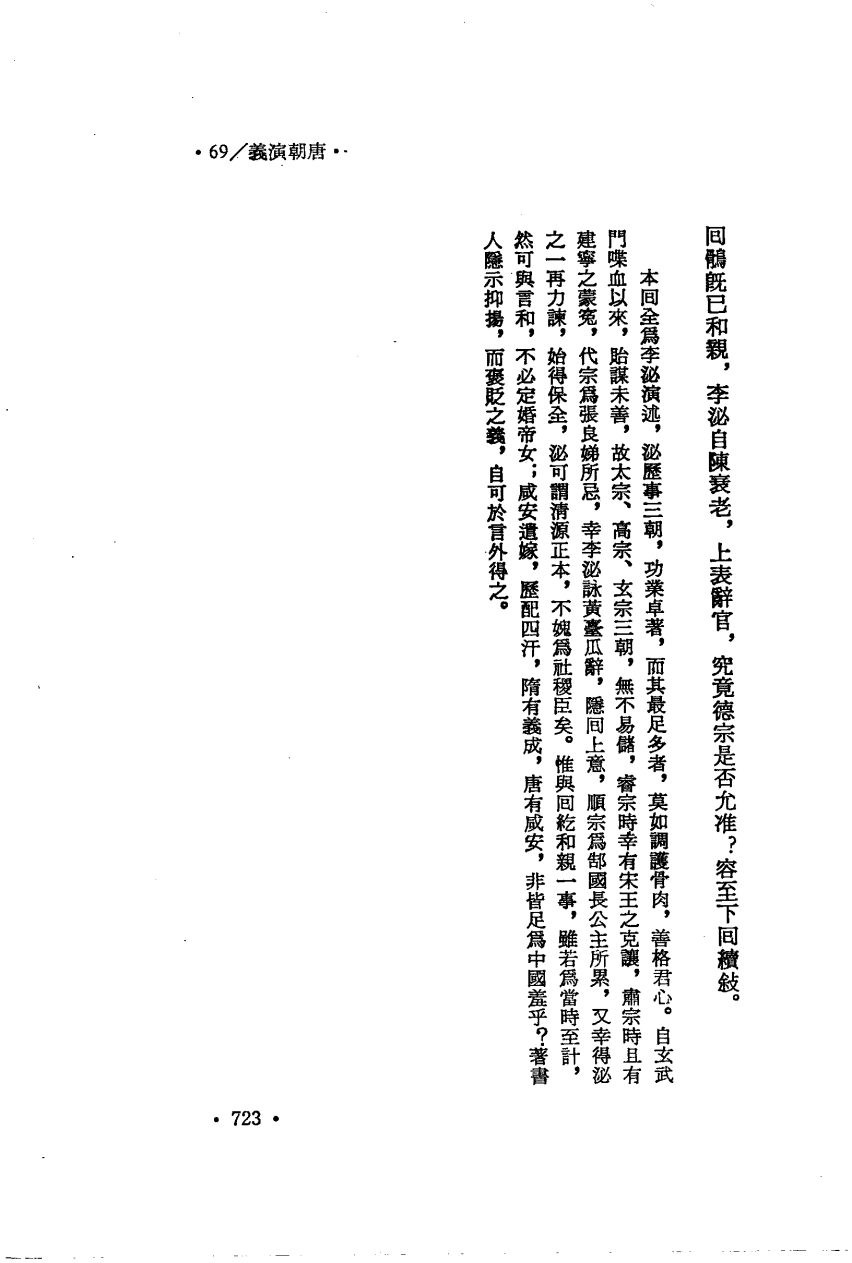 •69／義演朝唐•
回鶻既已和親，李泌自陳衰老，上表辭官，究竟德宗是否允准？容至下回續敍。
本回全爲李泌演述，泌歷事三朝，功業卓著，而其最足多者，莫如調護骨肉，善格君心。自玄武
門喋血以來，貽謀未善，故太宗、高宗、玄宗三朝，無不易儲，睿宗時幸有宋王之克讓，肅宗時且有
建寧之蒙寃，代宗爲張良娣所忌，幸李泌詠黃臺瓜辭，隱回上意，順宗爲郜國長公主所累，又幸得泌
之一再力諫，始得保全，泌可謂淸源正本，不媿爲社稷臣矣。惟與回紇和親一事，雖若爲當時至計，
然可與言和，不必定婚帝女；咸安遣嫁，歷配四汗，隋有義成，唐有咸安，非皆足爲中國羞乎？著書
人隱示抑揚，而褒貶之義，自可於言外得之。
•723•